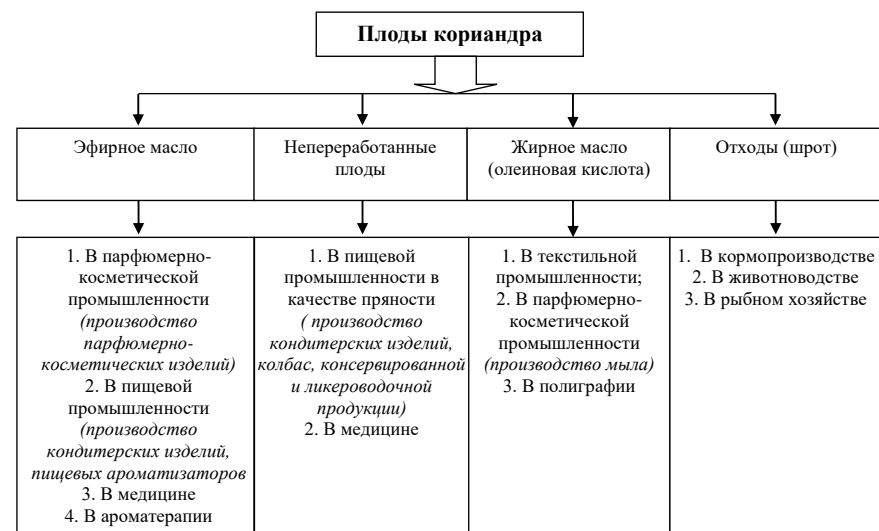 Плоды кориандра
Эфирное масло
Непереработанные
плоды
Жирное масло
(олеиновая кислота)
Отходы (шрот)
1. В парфюмерно-
косметической
промышленности
(производство
парфюмерно-
косметических изделий)
2. В пищевой
промышленности
(производство
кондитерских изделий,
пищевых ароматизаторов
3. В медицине
4. В ароматерапии
1. В пищевой
промышленности в
качестве пряности
( производство
кондитерских изделий,
колбас, консервированной
и ликероводочной
продукции)
2. В медицине
1. В текстильной
промышленности;
2. В парфюмерно-
косметической
промышленности
(производство мыла)
3. В полиграфии
1. В кормопроизводстве
2. В животноводстве
3. В рыбном хозяйстве